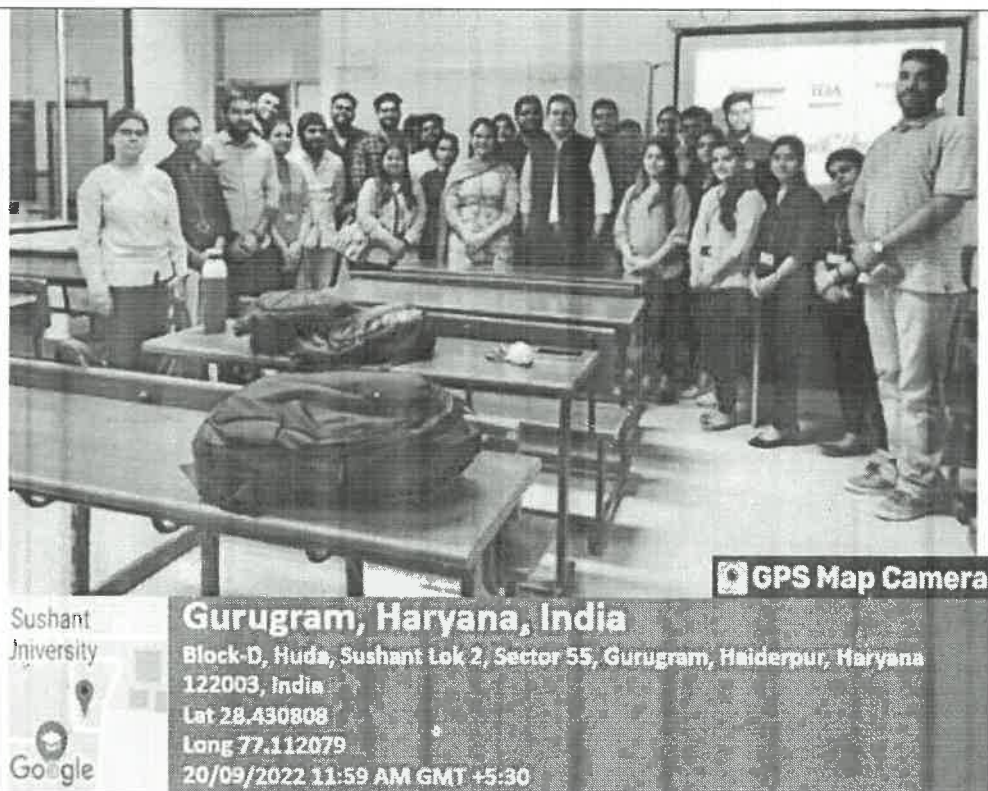 GPS Map Camera
Sushant
University
Google
Gurugram, Haryana, India
Block-D, Huda, Sushant Lok 2, Sector 55, Gurugram, Haiderpur, Haryana
122003, India
Lat 28.430808
Long 77.112079
20/09/2022 11:59 AM GMT +5:30